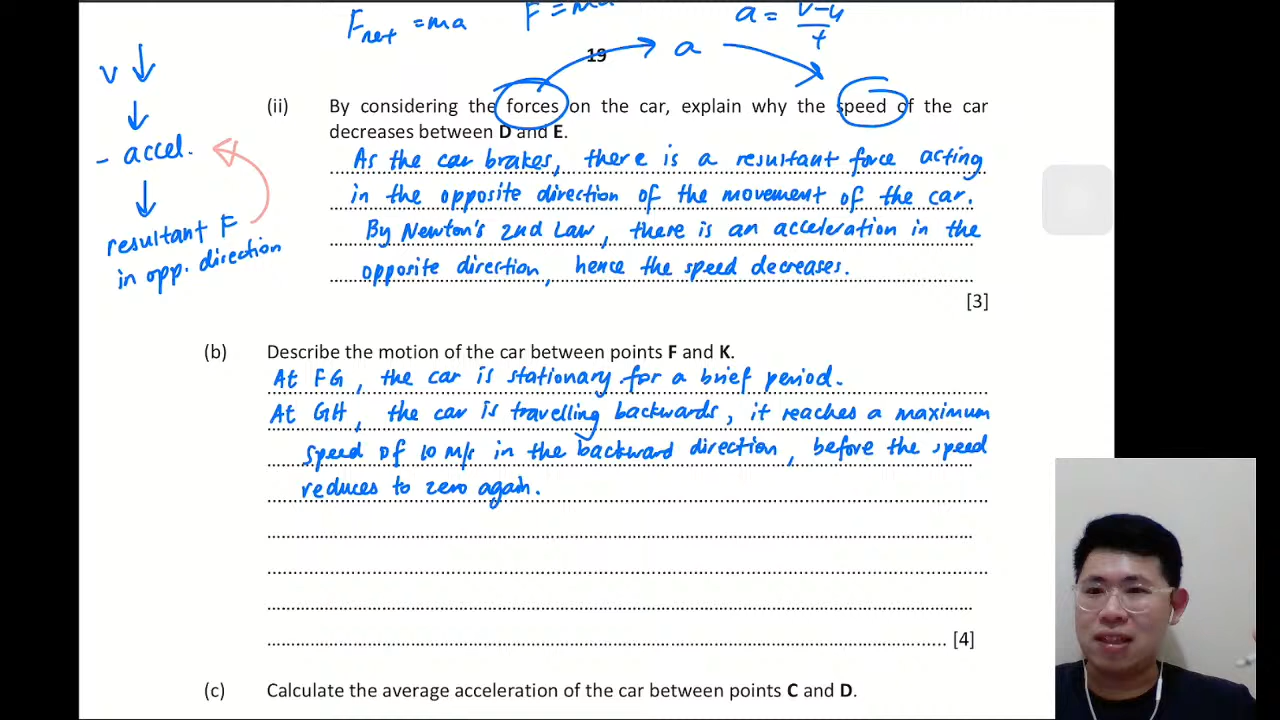 F net = ma
F = ma
a = v-u / t
19
a
v ↓
↓
- accel.
↓
resultant F
in opp. direction
(ii) By considering the forces on the car, explain why the speed of the car
decreases between D and E.
As the car brakes, there is a resultant force acting
in the opposite direction of the movement of the car.
By Newton's 2nd Law, there is an acceleration in the
opposite direction, hence the speed decreases.
[3]
(b) Describe the motion of the car between points F and K.
At FG, the car is stationary for a brief period.
At GH, the car is travelling backwards, it reaches a maximum
speed of 10 m/s in the backward direction, before the speed
reduces to zero again.
[4]
(c) Calculate the average acceleration of the car between points C and D.